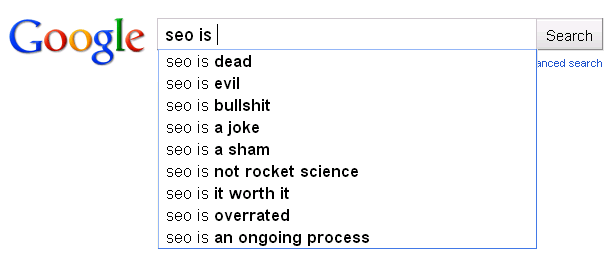 Google seo is Search
seo is dead
anced search
seo is evil
seo is bullshit
seo is a joke
seo is a sham
seo is not rocket science
seo is it worth it
seo is overrated
seo is an ongoing process